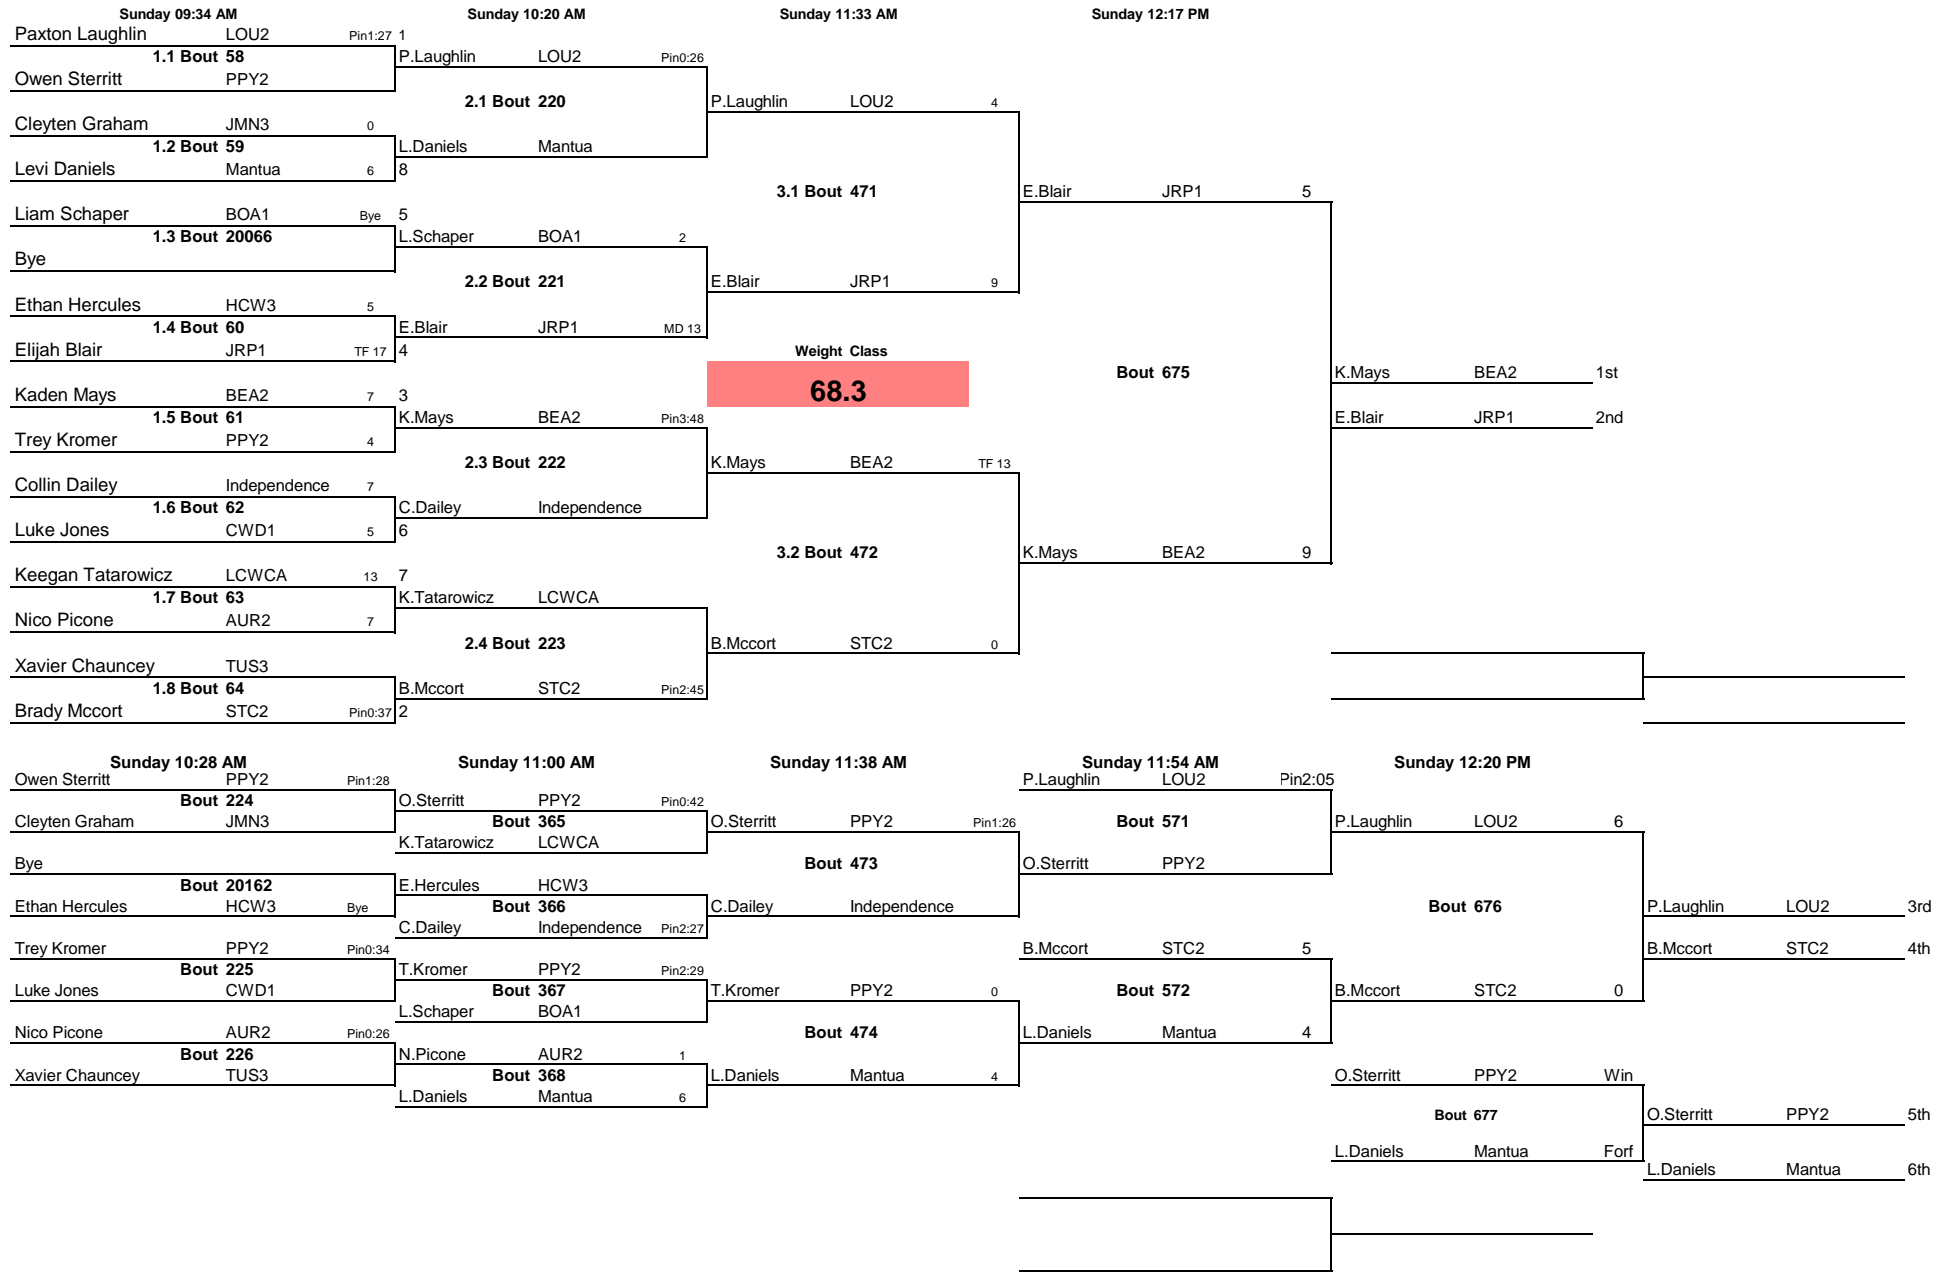 Sunday 09:34 AM Sunday 10:20 AM Sunday 11:33 AM Sunday 12:17 PM
Paxton Laughlin LOU2 Pin1:27 1
1.1 Bout 58 P.Laughlin LOU2 Pin0:26
Owen Sterritt PPY2
2.1 Bout 220 P.Laughlin LOU2 4
Cleyten Graham JMN3 0
1.2 Bout 59 L.Daniels Mantua
Levi Daniels Mantua 6 8
3.1 Bout 471 E.Blair JRP1 5
Liam Schaper BOA1 Bye 5
1.3 Bout 20066 L.Schaper BOA1 2
Bye
2.2 Bout 221 E.Blair JRP1 9
Ethan Hercules HCW3 5
1.4 Bout 60 E.Blair JRP1 MD 13
Elijah Blair JRP1 TF 17 4 Weight Class
Bout 675 K.Mays BEA2 1st
68.3
Kaden Mays BEA2 7 3
1.5 Bout 61 K.Mays BEA2 Pin3:48 E.Blair JRP1 2nd
Trey Kromer PPY2 4
2.3 Bout 222 K.Mays BEA2 TF 13
Collin Dailey Independence 7
1.6 Bout 62 C.Dailey Independence
Luke Jones CWD1 5 6
3.2 Bout 472 K.Mays BEA2 9
Keegan Tatarowicz LCWCA 13 7
1.7 Bout 63 K.Tatarowicz LCWCA
Nico Picone AUR2 7
2.4 Bout 223 B.Mccort STC2 0
Xavier Chauncey TUS3
1.8 Bout 64 B.Mccort STC2 Pin2:45
Brady Mccort STC2 Pin0:37 2
Sunday 10:28 AM Sunday 11:00 AM Sunday 11:38 AM Sunday 11:54 AM Sunday 12:20 PM
Owen Sterritt PPY2 Pin1:28 P.Laughlin LOU2 Pin2:05
Bout 224 O.Sterritt PPY2 Pin0:42
Cleyten Graham JMN3 Bout 365 O.Sterritt PPY2 Pin1:26 Bout 571 P.Laughlin LOU2 6
K.Tatarowicz LCWCA
Bye Bout 473 O.Sterritt PPY2
Bout 20162 E.Hercules HCW3
Ethan Hercules HCW3 Bye Bout 366 C.Dailey Independence Bout 676 P.Laughlin LOU2 3rd
C.Dailey Independence Pin2:27
Trey Kromer PPY2 Pin0:34 B.Mccort STC2 5 B.Mccort STC2 4th
Bout 225 T.Kromer PPY2 Pin2:29
Luke Jones CWD1 Bout 367 T.Kromer PPY2 0 Bout 572 B.Mccort STC2 0
L.Schaper BOA1
Nico Picone AUR2 Pin0:26 Bout 474 L.Daniels Mantua 4
Bout 226 N.Picone AUR2 1
Xavier Chauncey TUS3 Bout 368 L.Daniels Mantua 4 O.Sterritt PPY2 Win
L.Daniels Mantua 6
Bout 677 O.Sterritt PPY2 5th
L.Daniels Mantua Forf
L.Daniels Mantua 6th